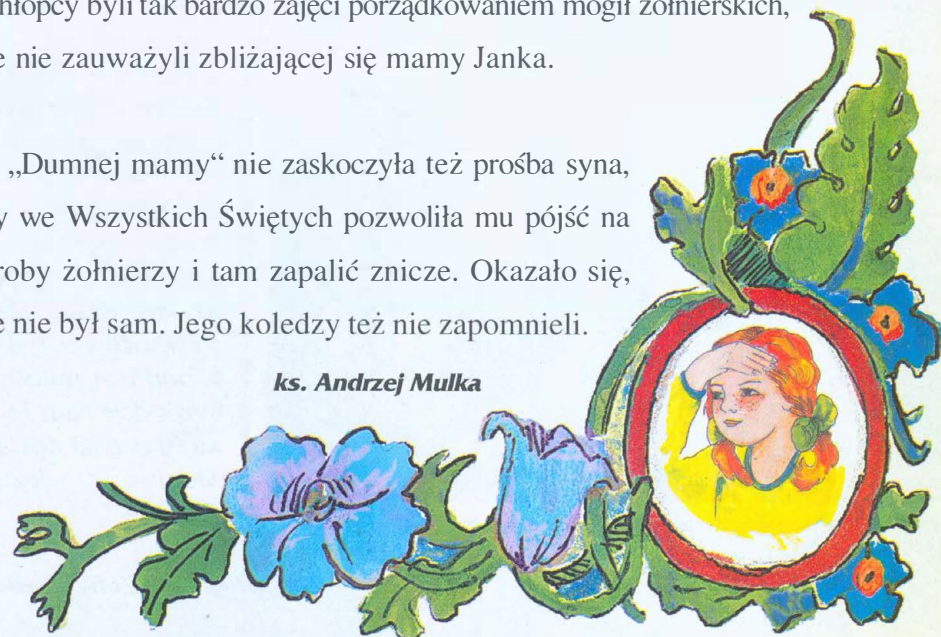 hłopcy byli tak bardzo zajęci porządkowaniem mogił żołnierskich,
e nie zauważyli zbliżającej się mamy Janka.
„Dumnej mamy“ nie zaskoczyła też prośba syna,
y we Wszystkich Świętych pozwoliła mu pójść na
roby żołnierzy i tam zapalić znicze. Okazało się,
e nie był sam. Jego koledzy też nie zapomnieli.
ks. Andrzej Mulka